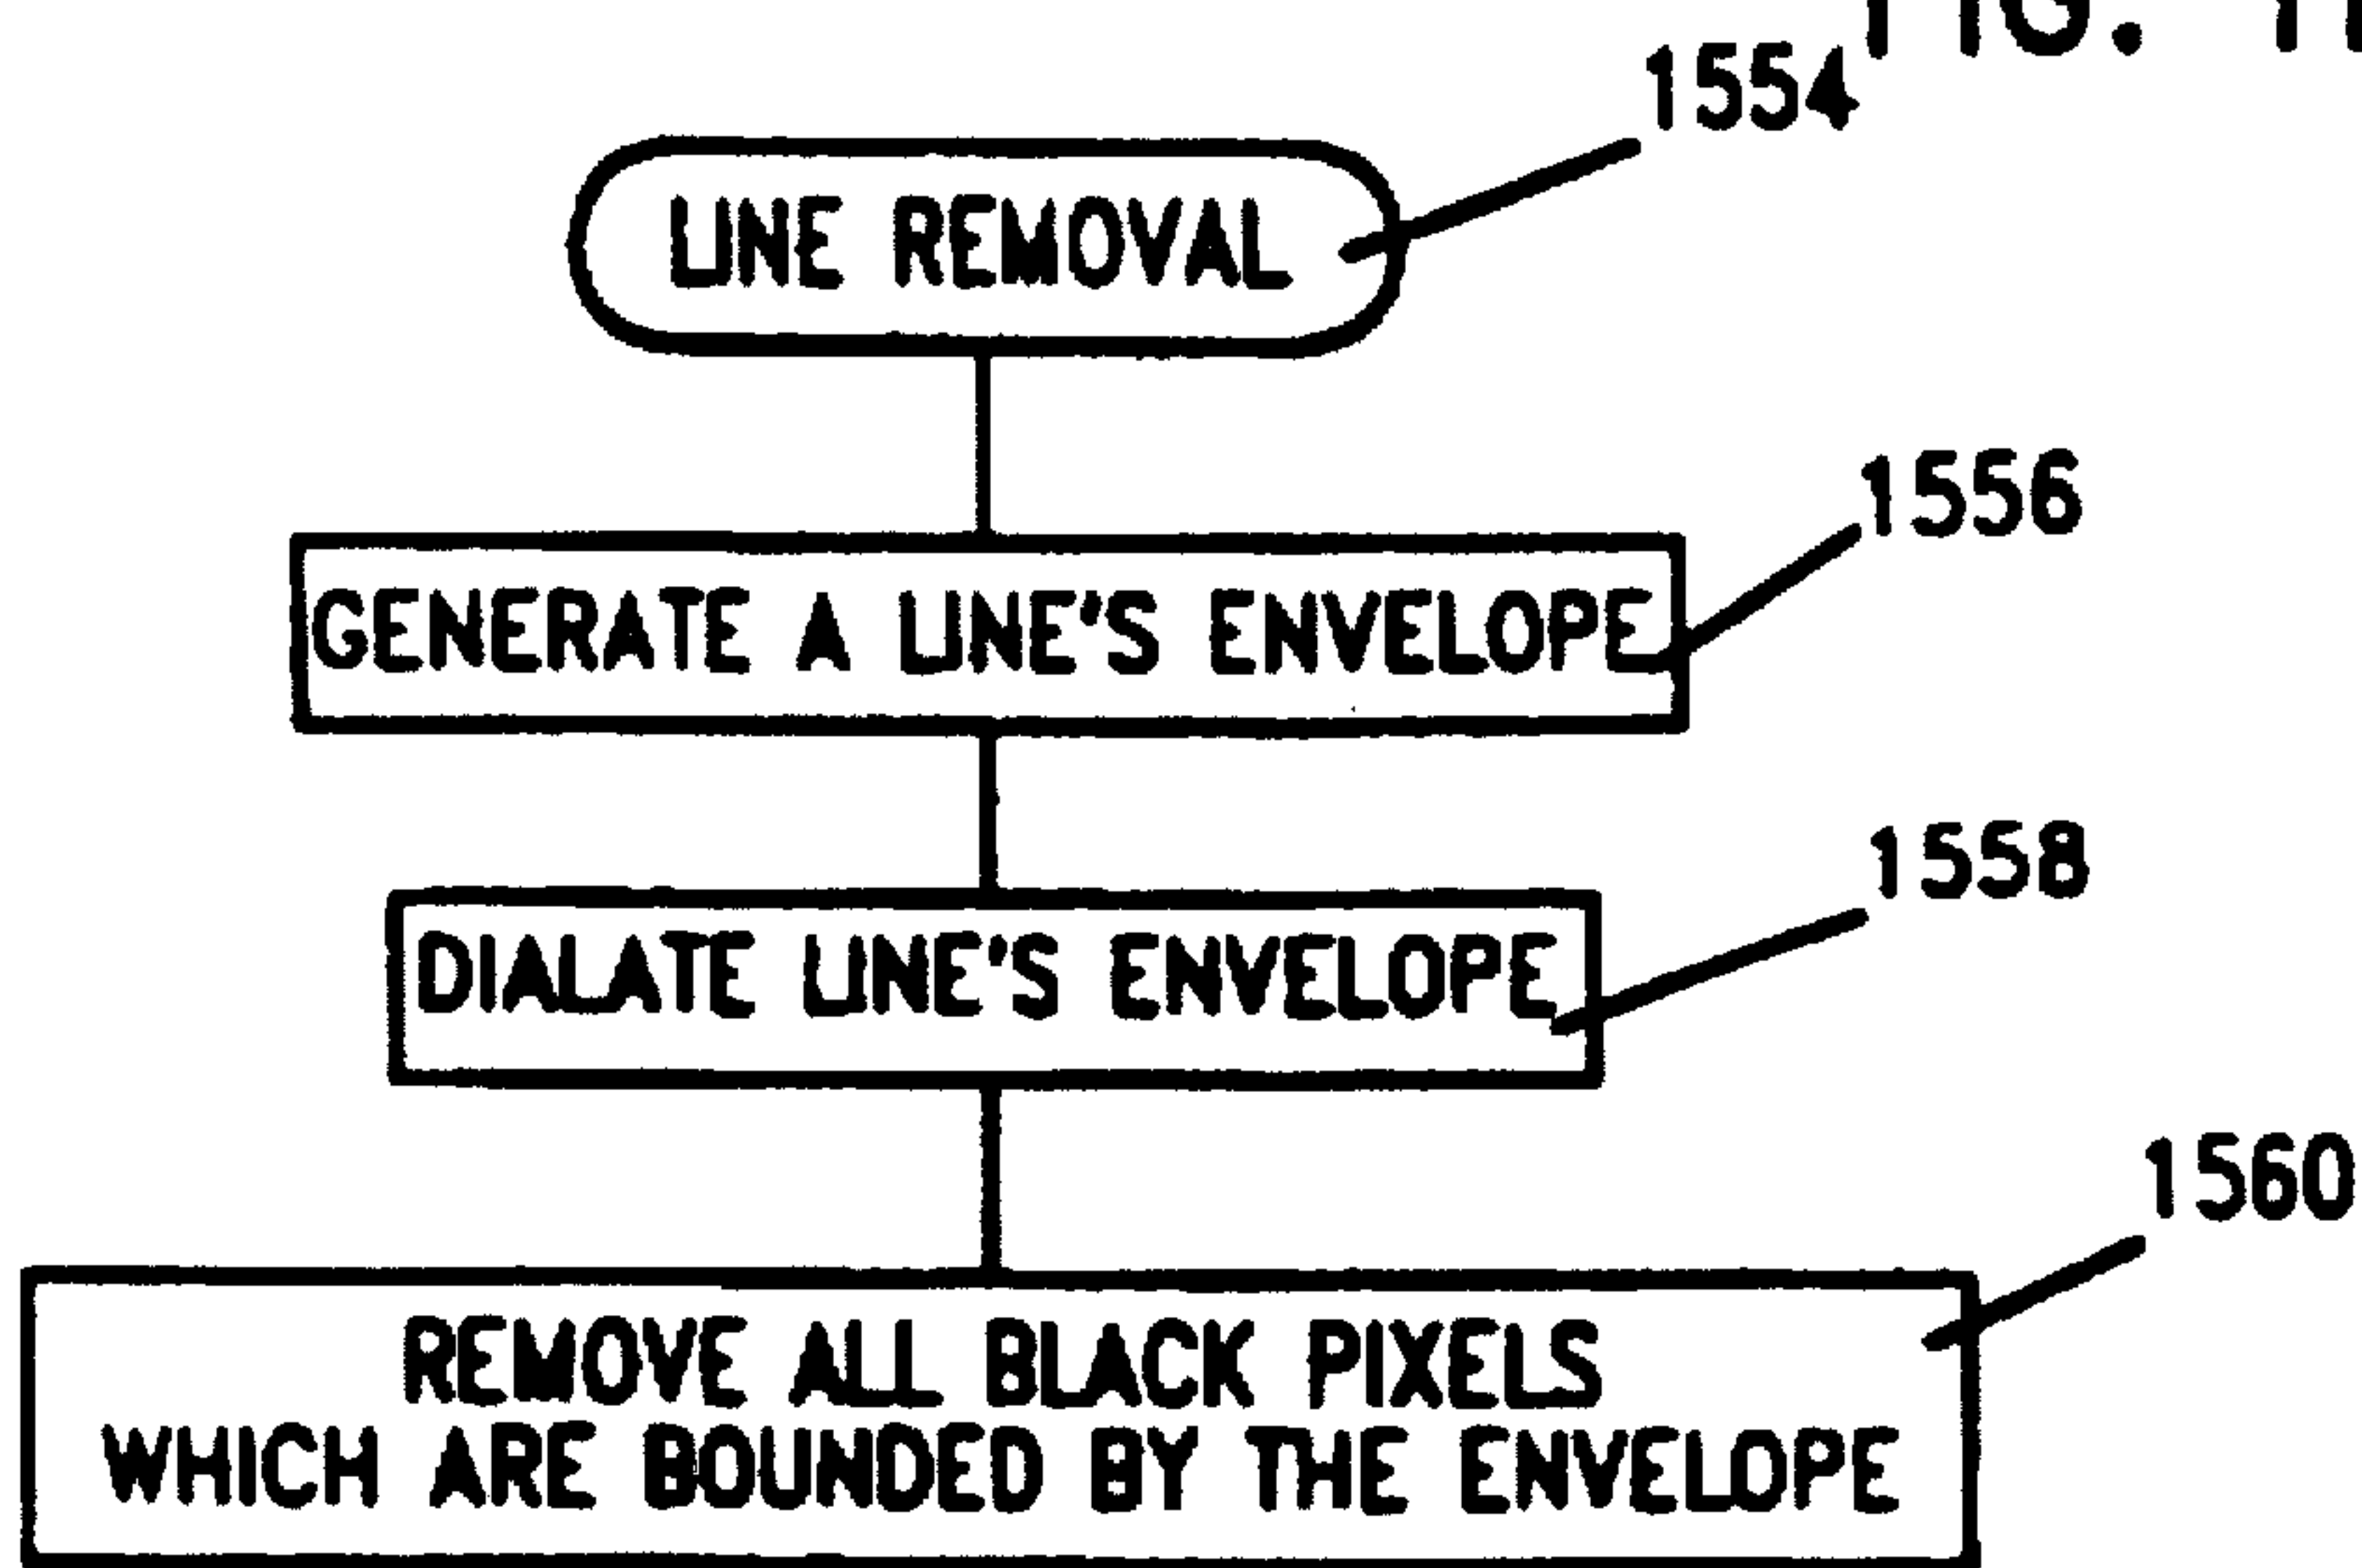 FIG. 11
1554
LINE REMOVAL
1556
GENERATE A LINE'S ENVELOPE
1558
DIALATE LINE'S ENVELOPE
1560
REMOVE ALL BLACK PIXELS
WHICH ARE BOUNDED BY THE ENVELOPE